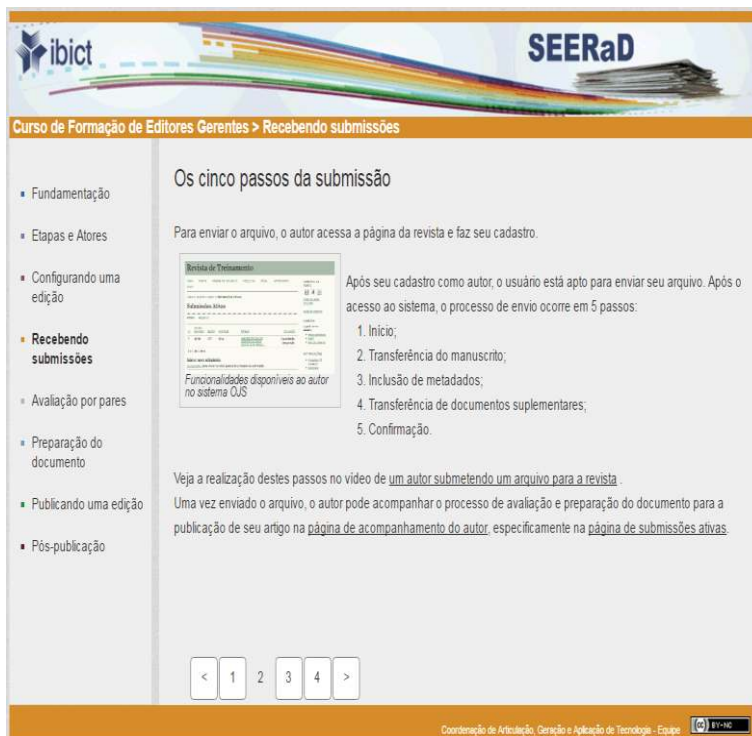 ibict
SEERaD
Curso de Formação de Editores Gerentes > Recebendo submissões
Fundamentação
Etapas e Atores
Configurando uma
edição
Recebendo
submissões
Avaliação por pares
Preparação do
documento
Publicando uma edição
Pós-publicação
Os cinco passos da submissão
Para enviar o arquivo, o autor acessa a página da revista e faz seu cadastro.
Revista de Treinamento
Submissões Ativas
Funcionalidades disponíveis ao autor
no sistema OJS
Após seu cadastro como autor, o usuário está apto para enviar seu arquivo. Após o
acesso ao sistema, o processo de envio ocorre em 5 passos:
1. Início;
2. Transferência do manuscrito;
3. Inclusão de metadados;
4. Transferência de documentos suplementares;
5. Confirmação.
Veja a realização destes passos no vídeo de um autor submetendo um arquivo para a revista .
Uma vez enviado o arquivo, o autor pode acompanhar o processo de avaliação e preparação do documento para a
publicação de seu artigo na página de acompanhamento do autor, especificamente na página de submissões ativas.
< 1 2 3 4 >
Coordenação de Articulação, Geração e Aplicação de Tecnologia - Equipe
(cc) BY-NC